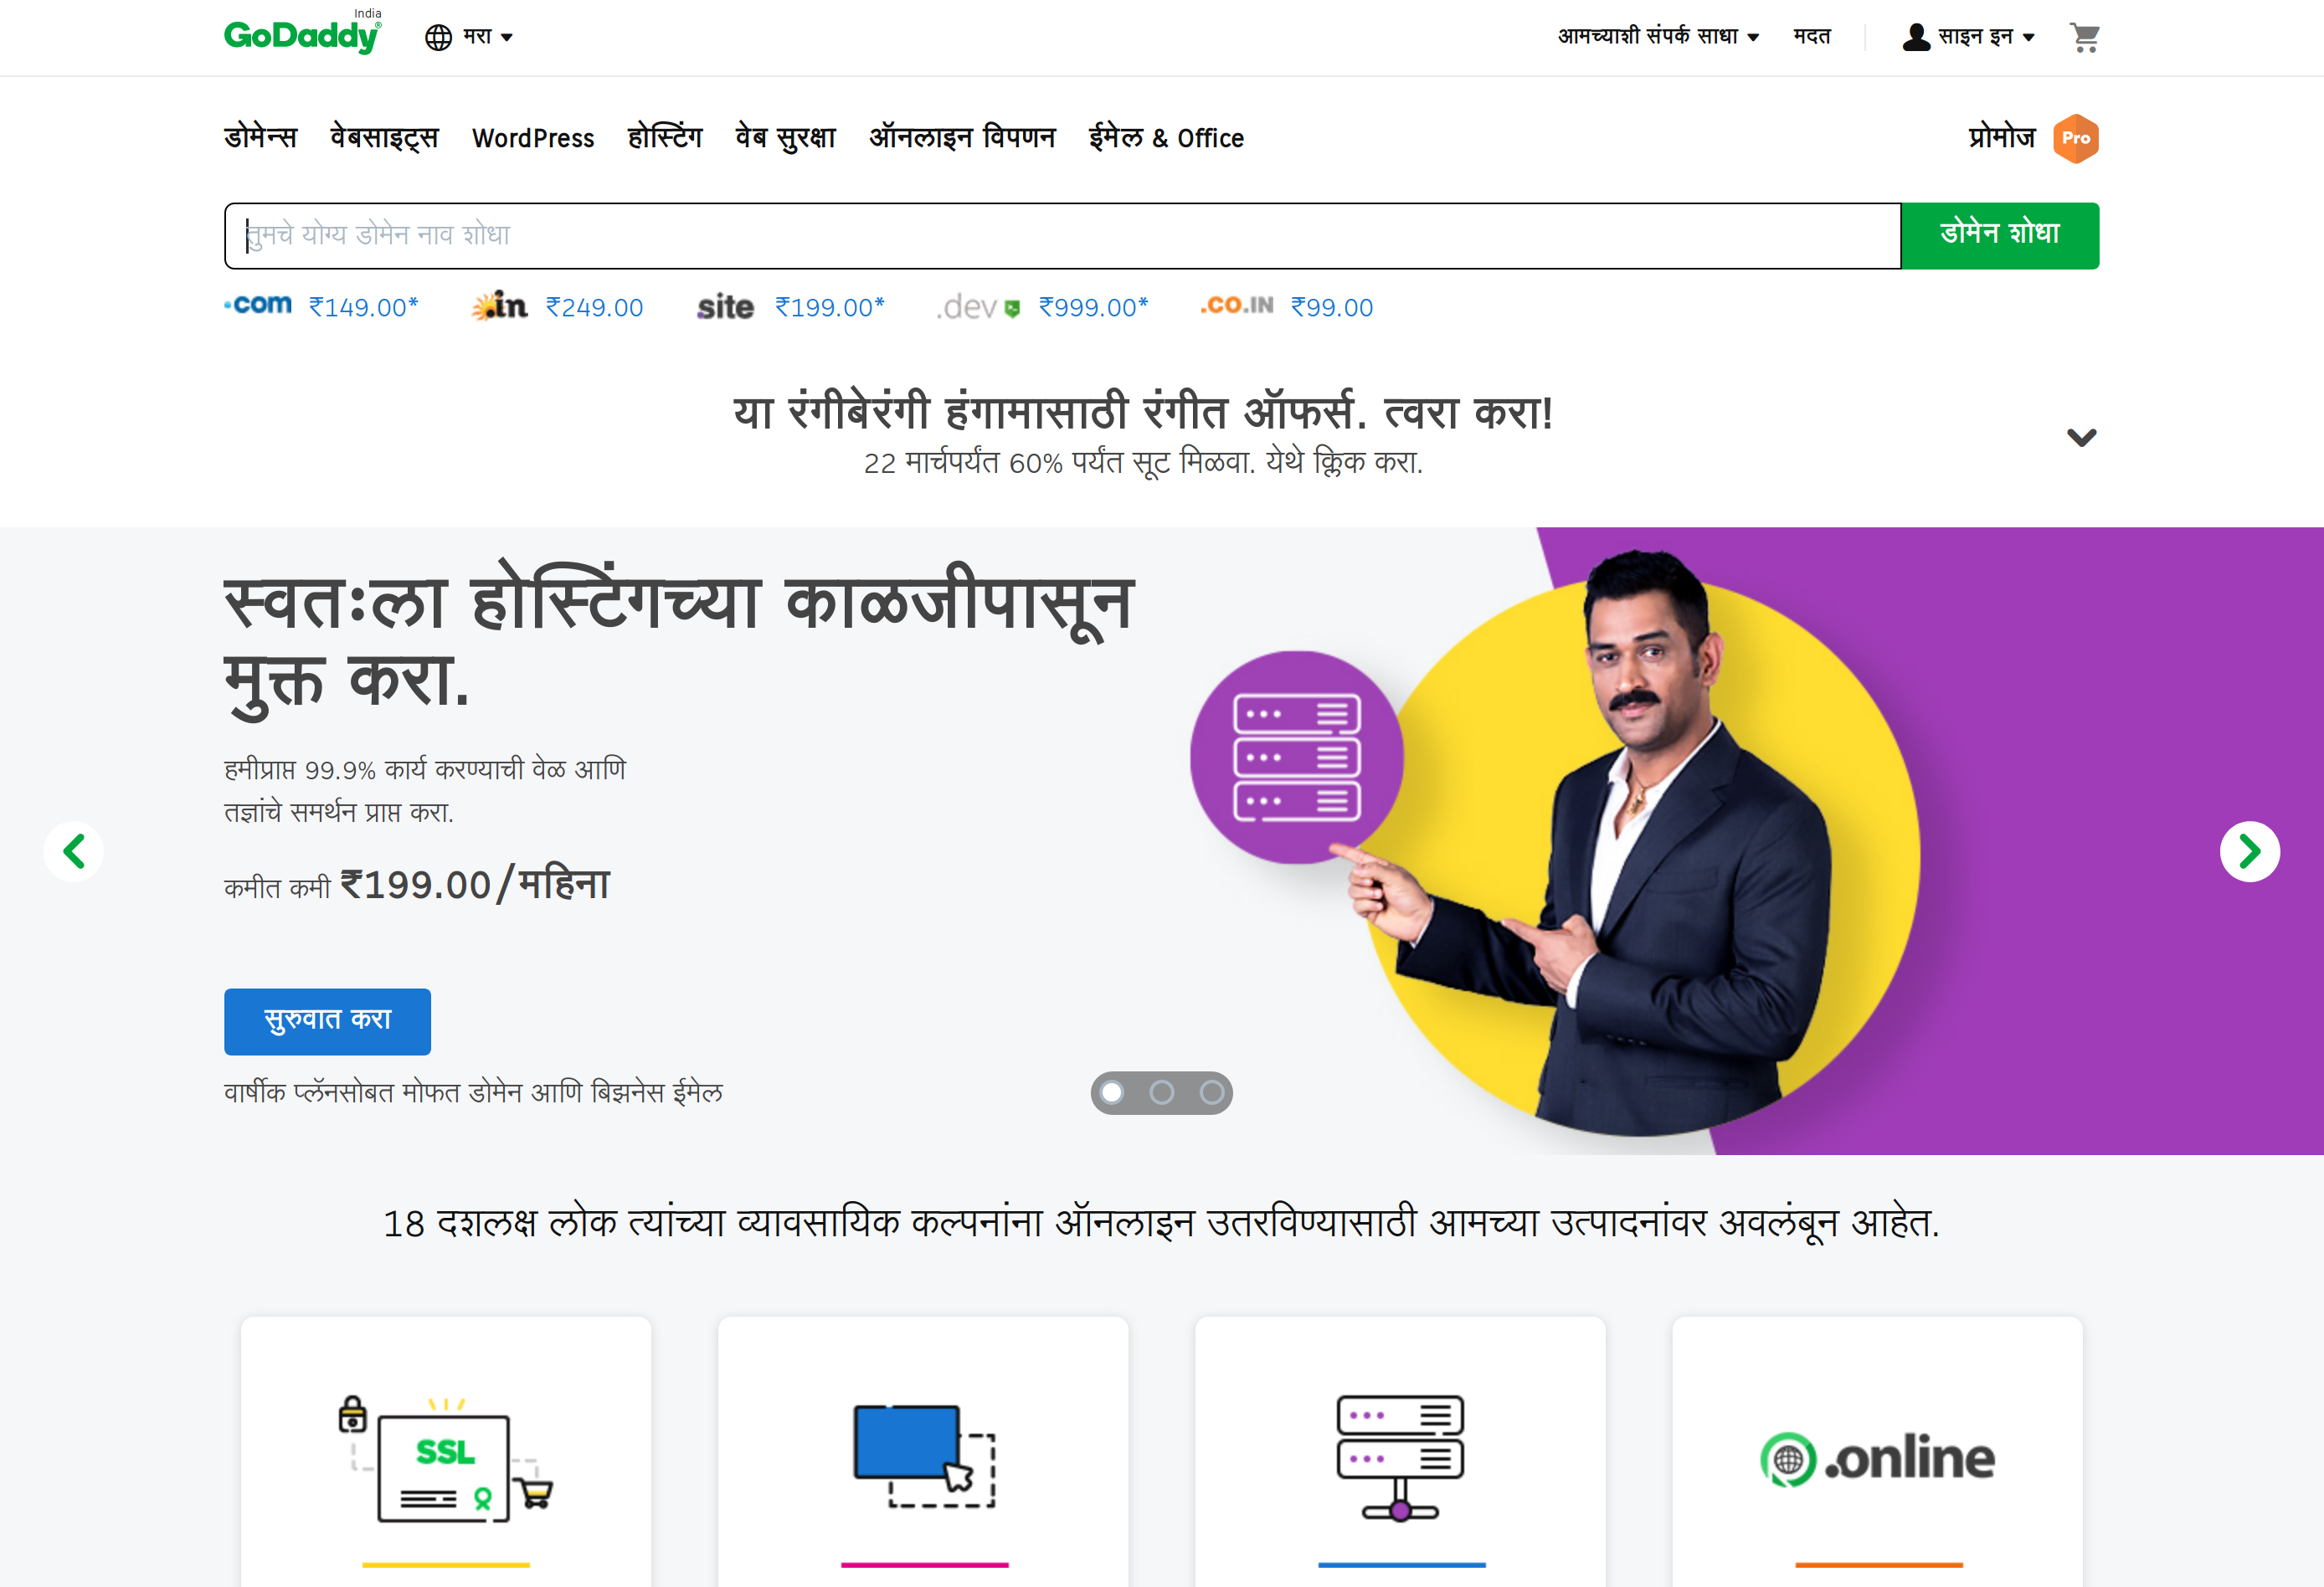 GoDaddy® India
मरा
आमच्याशी संपर्क साधा
मदत
साइन इन
डोमेन्स
वेबसाइट्स
WordPress
होस्टिंग
वेब सुरक्षा
ऑनलाइन विपणन
ईमेल & Office
प्रोमोज
Pro
तुमचे योग्य डोमेन नाव शोधा
डोमेन शोधा
.com ₹149.00*
.in ₹249.00
.site ₹199.00*
.dev ₹999.00*
.CO.IN ₹99.00
या रंगीबेरंगी हंगामासाठी रंगीत ऑफर्स. त्वरा करा!
22 मार्चपर्यंत 60% पर्यंत सूट मिळवा. येथे क्लिक करा.
स्वतःला होस्टिंगच्या काळजीपासून
मुक्त करा.
हमीप्राप्त 99.9% कार्य करण्याची वेळ आणि
तज्ञांचे समर्थन प्राप्त करा.
कमीत कमी ₹199.00/महिना
सुरुवात करा
वार्षीक प्लॅनसोबत मोफत डोमेन आणि बिझनेस ईमेल
18 दशलक्ष लोक त्यांच्या व्यावसायिक कल्पनांना ऑनलाइन उतरविण्यासाठी आमच्या उत्पादनांवर अवलंबून आहेत.
SSL
.online